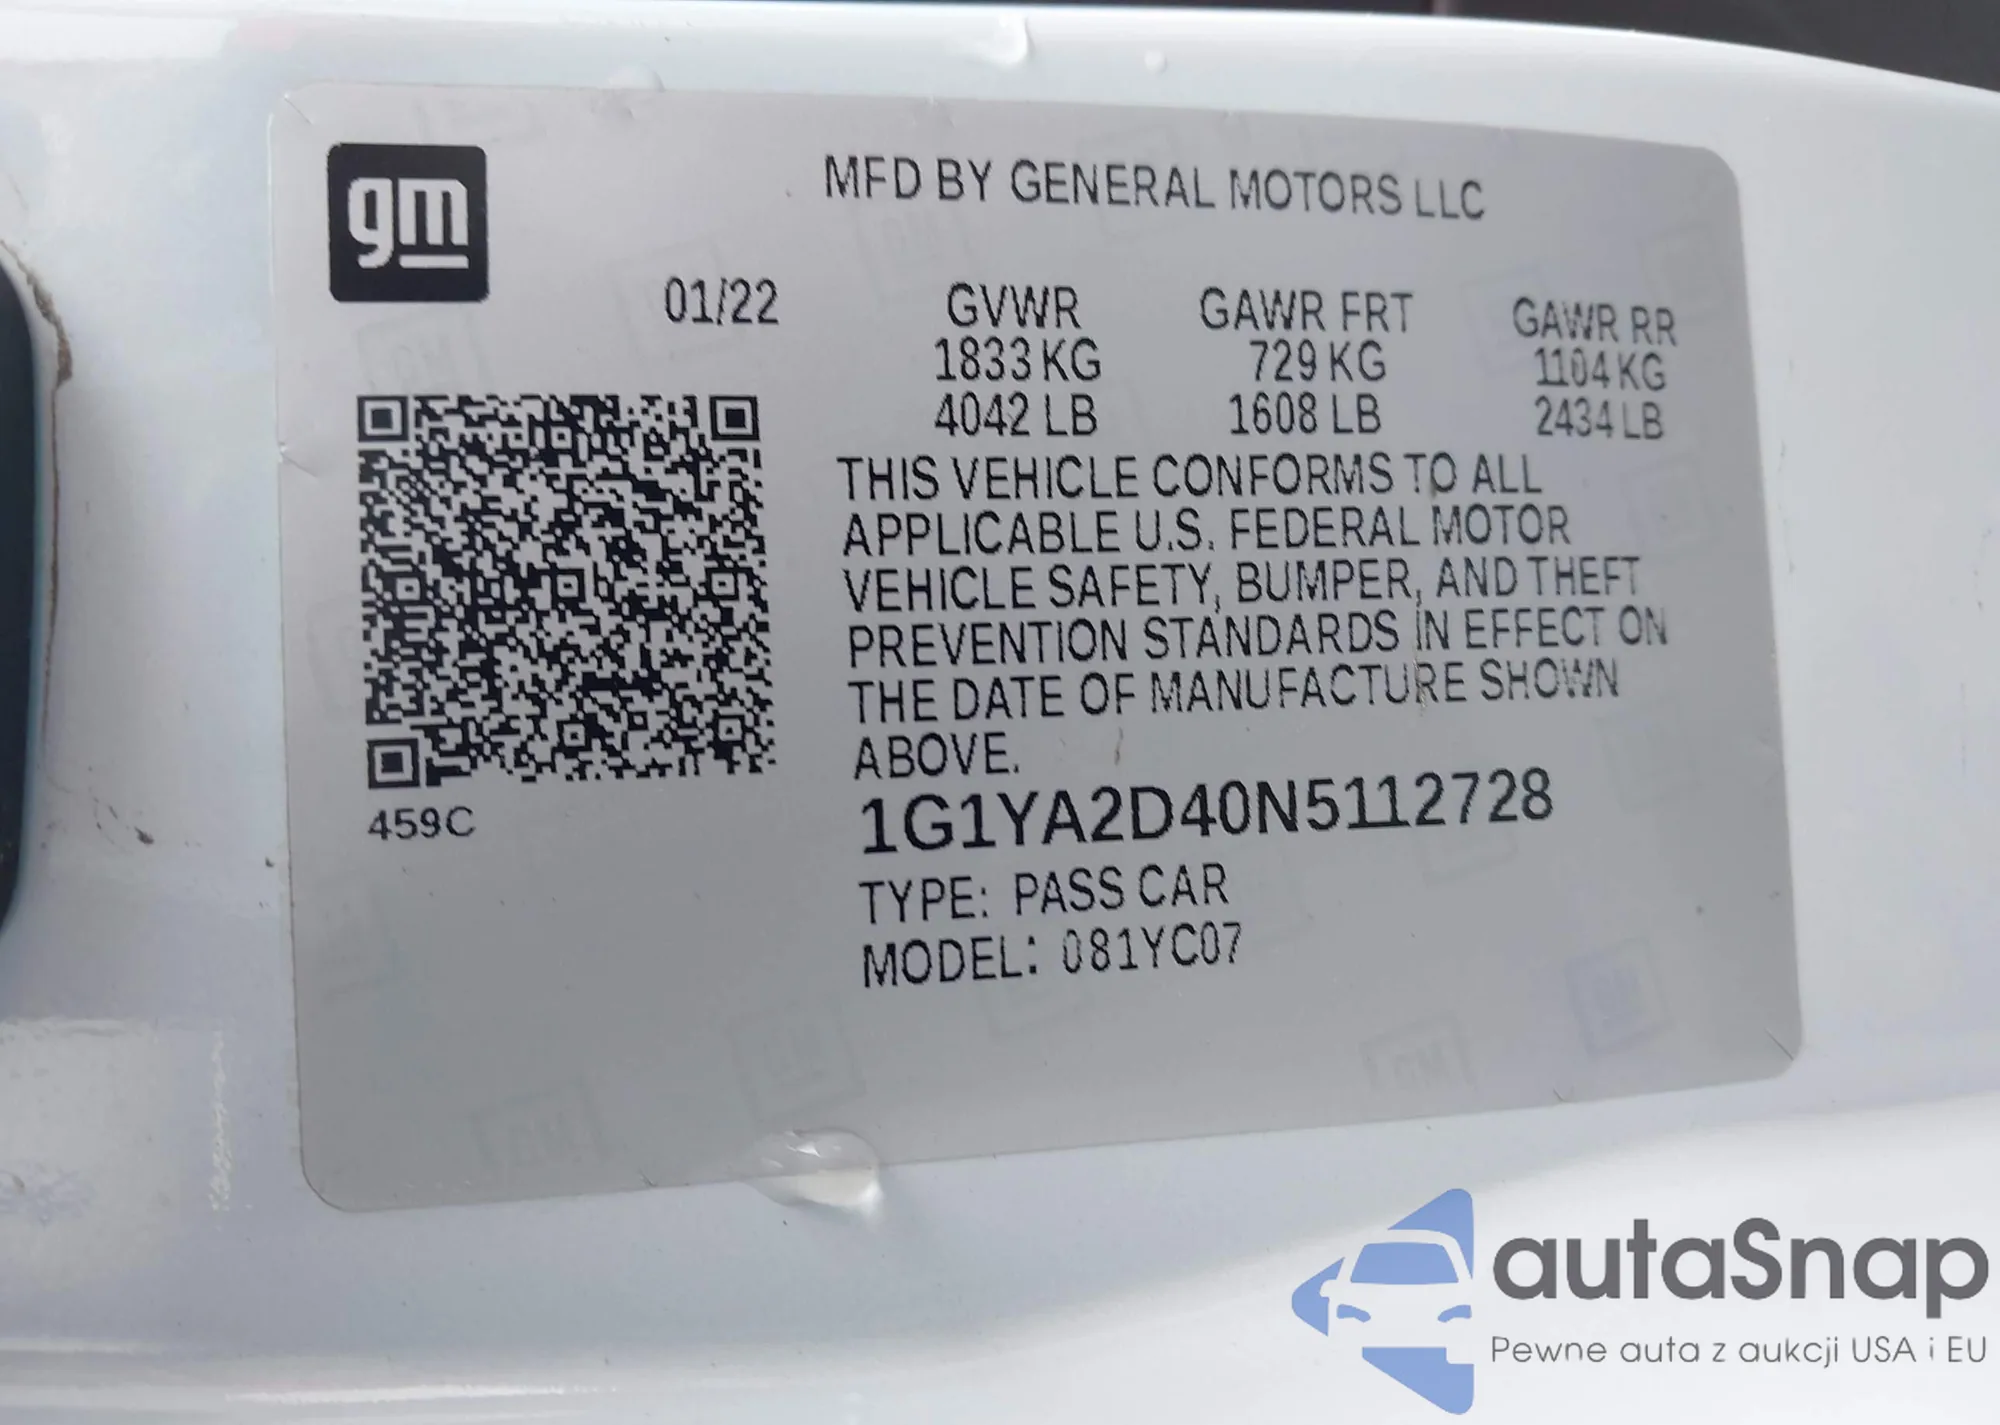 gm
MFD BY GENERAL MOTORS LLC
01/22
GVWR GAWR FRT GAWR RR
1833 KG 729 KG 1104 KG
4042 LB 1608 LB 2434 LB
THIS VEHICLE CONFORMS TO ALL
APPLICABLE U.S. FEDERAL MOTOR
VEHICLE SAFETY, BUMPER, AND THEFT
PREVENTION STANDARDS IN EFFECT ON
THE DATE OF MANUFACTURE SHOWN
ABOVE.
459C
1G1YA2D40N5112728
TYPE: PASS CAR
MODEL: 081YC07
autaSnap
Pewne auta z aukcji USA i EU